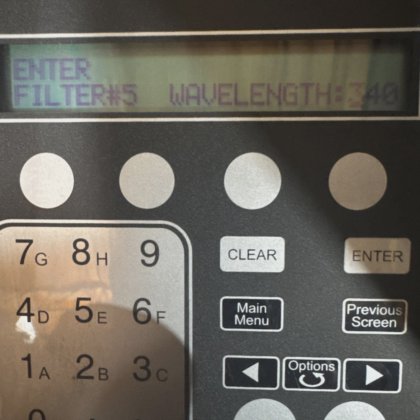 ENTER
FILTER#5 WAVELENGTH:340
7G 8H 9 CLEAR ENTER
4D 5E 6F Main Menu Previous Screen
1A 2B 3C Options